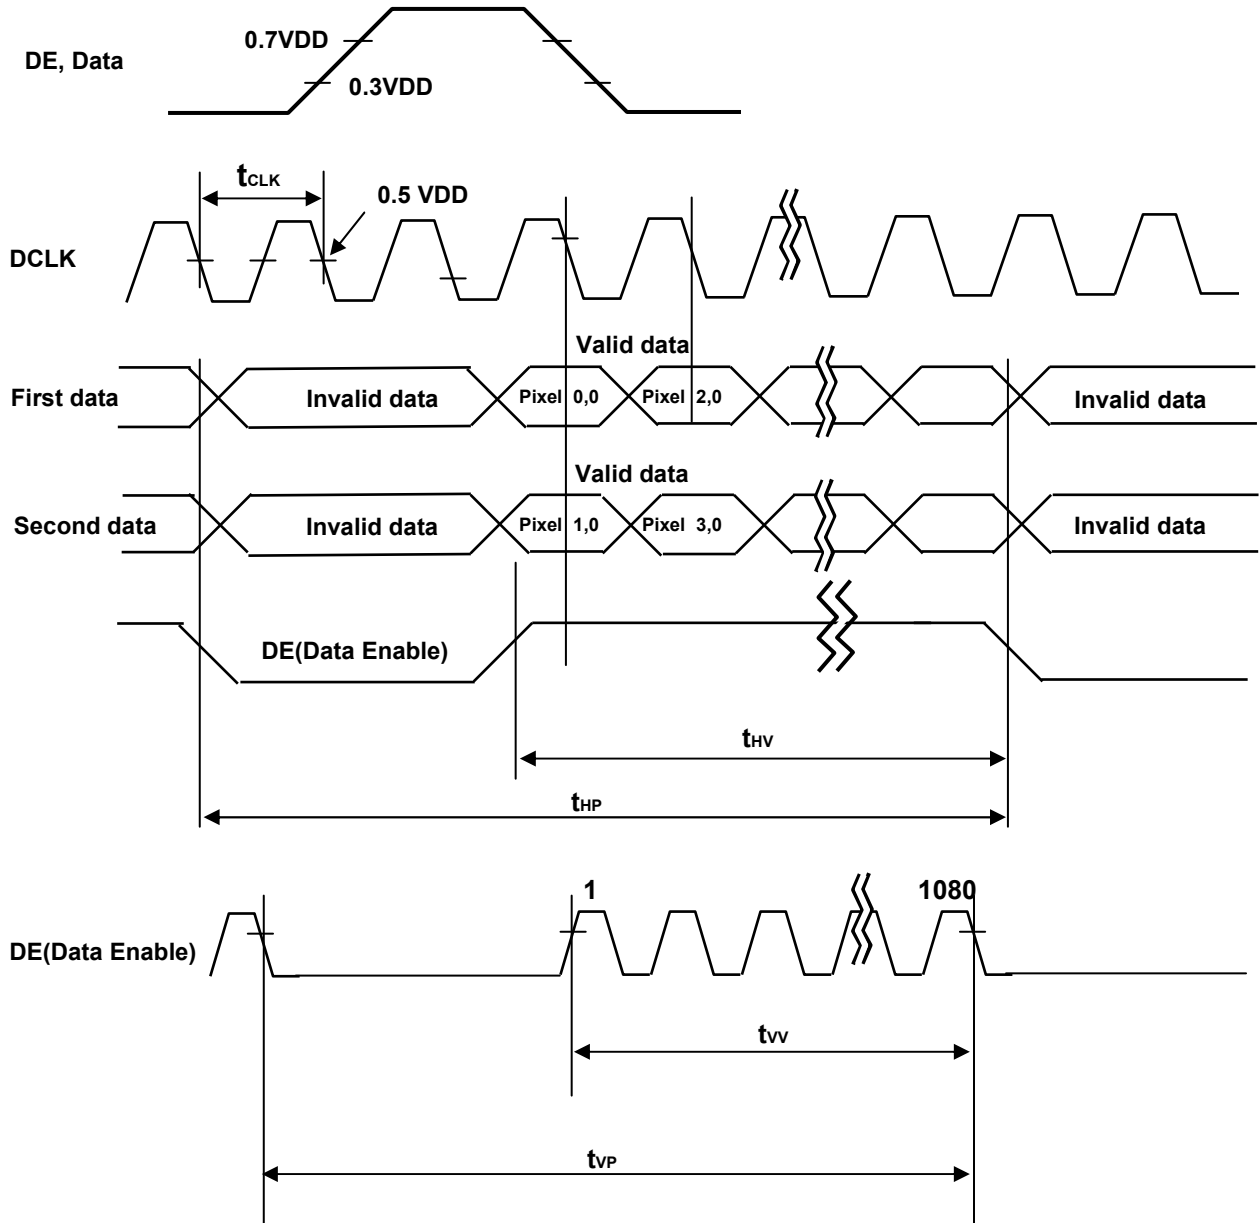 0.7VDD
DE, Data
0.3VDD
tCLK
0.5 VDD
DCLK
Valid data
First data
Invalid data
Pixel 0,0
Pixel 2,0
Invalid data
Valid data
Second data
Invalid data
Pixel 1,0
Pixel 3,0
Invalid data
DE(Data Enable)
tHV
tHP
1
1080
DE(Data Enable)
tVV
tVP